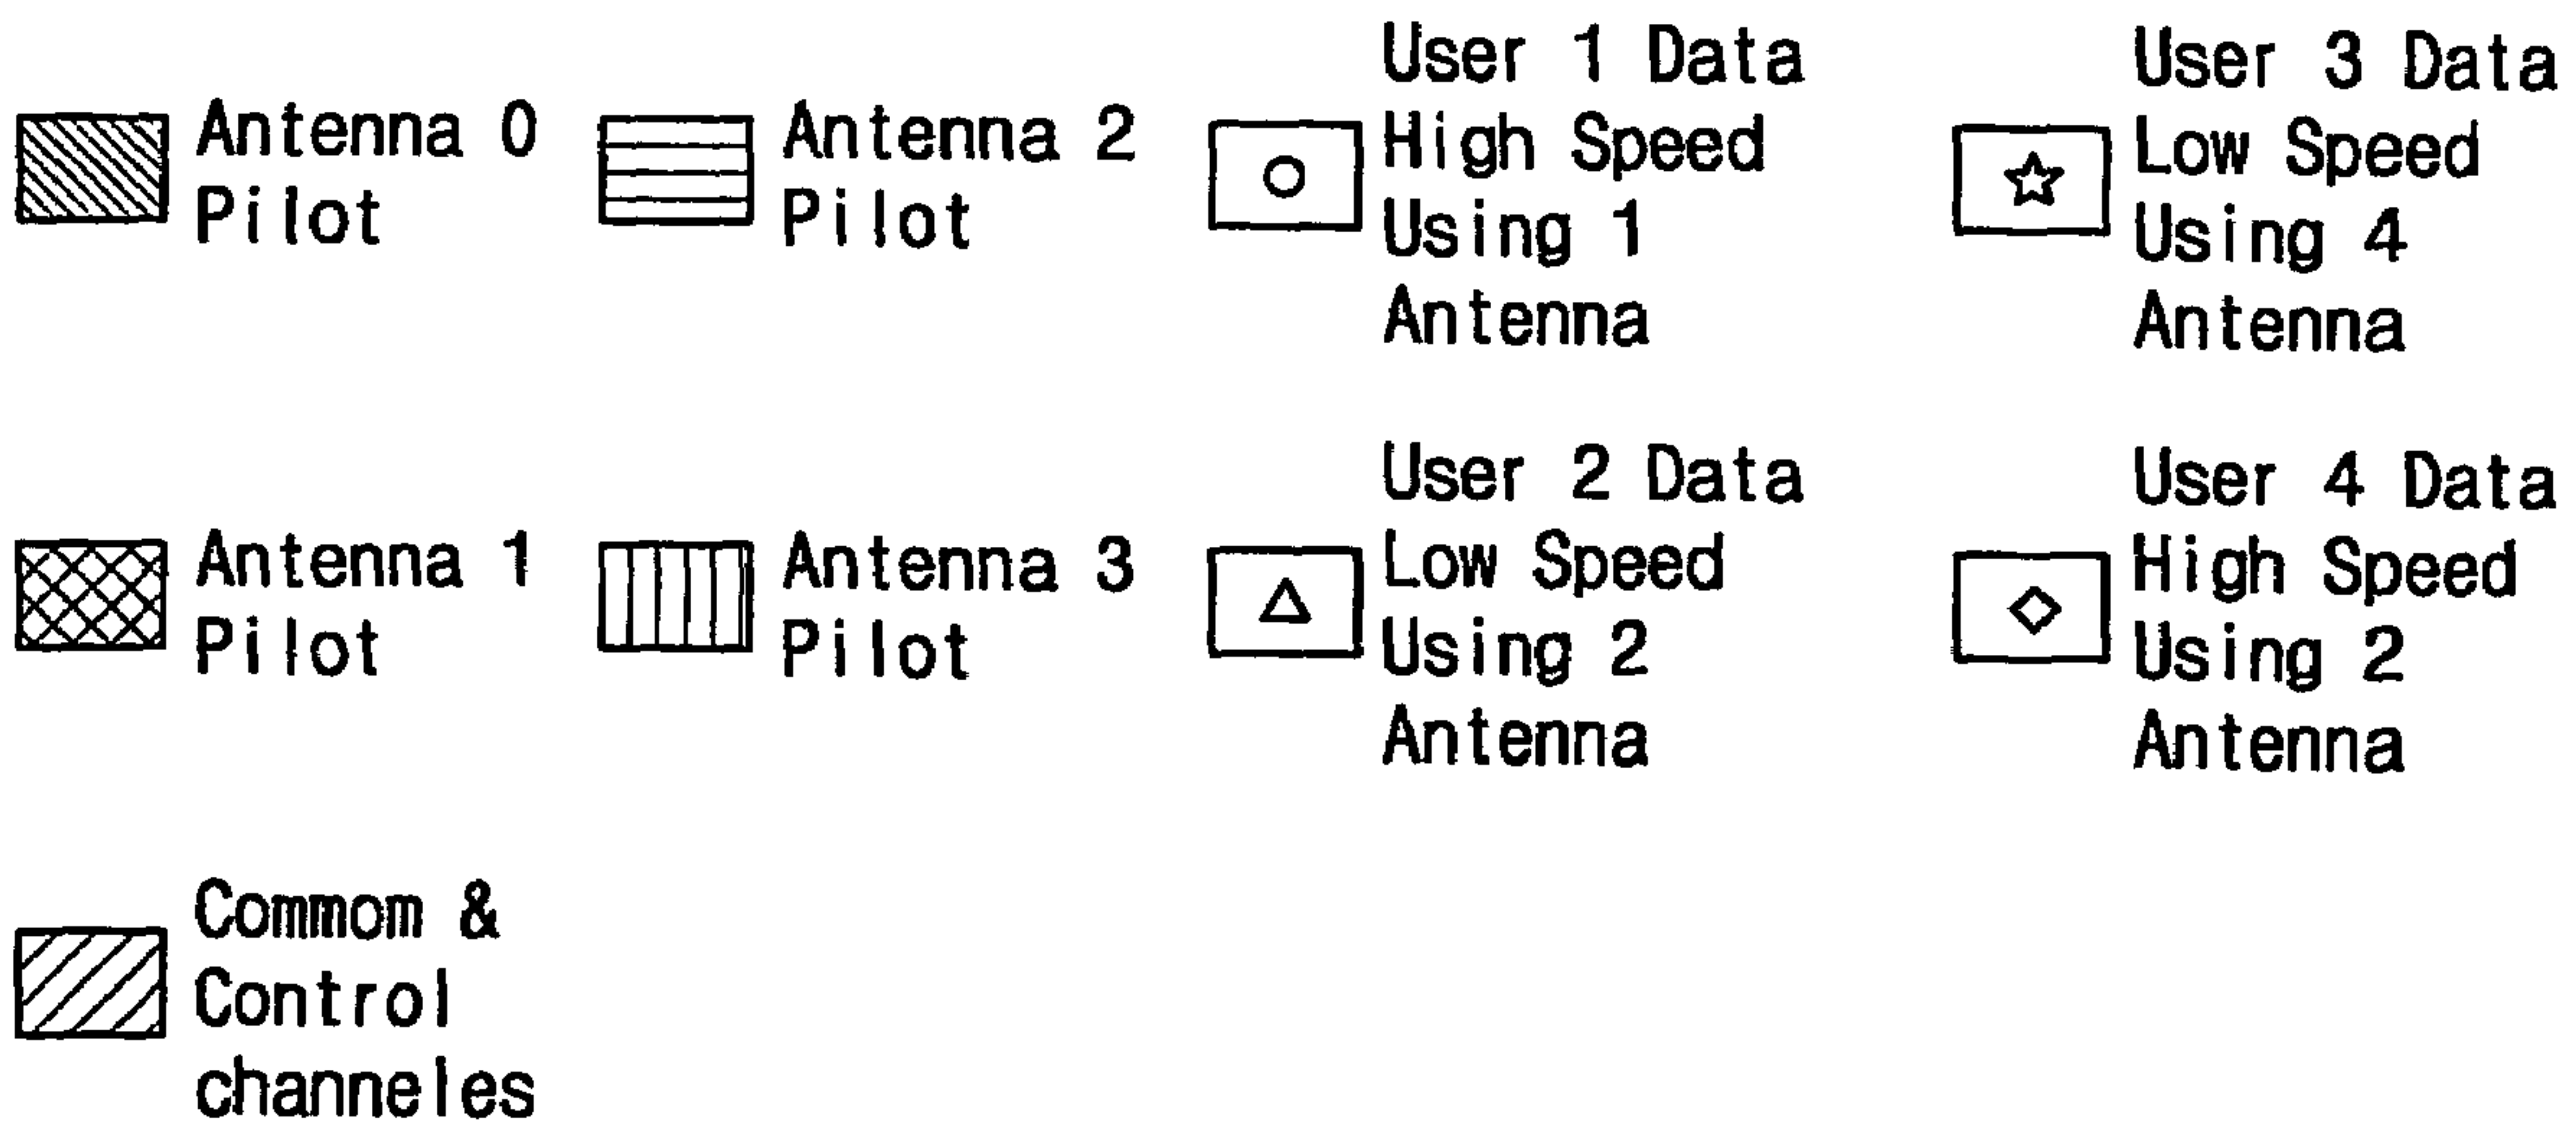 Antenna 0
Pilot
Antenna 2
Pilot
User 1 Data
High Speed
Using 1
Antenna
User 3 Data
Low Speed
Using 4
Antenna
Antenna 1
Pilot
Antenna 3
Pilot
User 2 Data
Low Speed
Using 2
Antenna
User 4 Data
High Speed
Using 2
Antenna
Commom &
Control
channeles